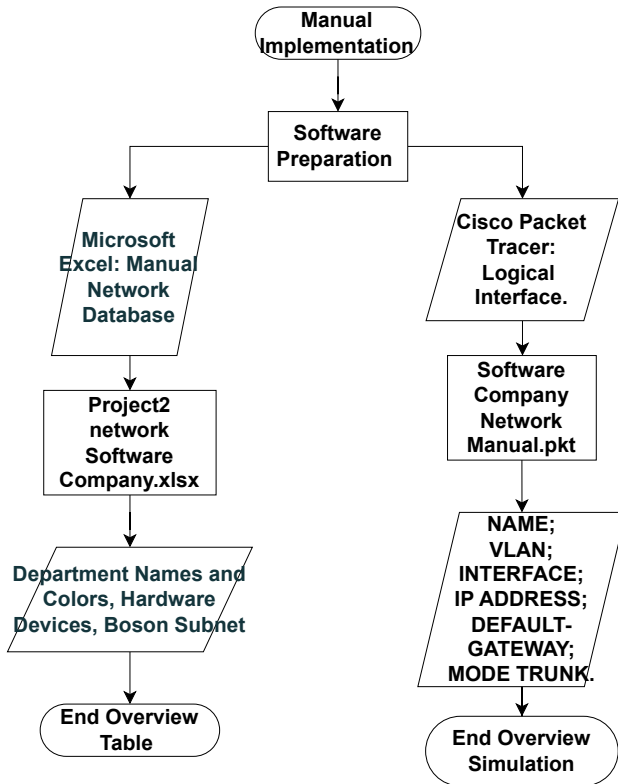 Manual
Implementation
Software
Preparation
Microsoft
Excel: Manual
Network
Database
Project2
network
Software
Company.xlsx
Department Names and
Colors, Hardware
Devices, Boson Subnet
End Overview
Table
Cisco Packet
Tracer:
Logical
Interface.
Software
Company
Network
Manual.pkt
NAME;
VLAN;
INTERFACE;
IP ADDRESS;
DEFAULT-
GATEWAY;
MODE TRUNK.
End Overview
Simulation